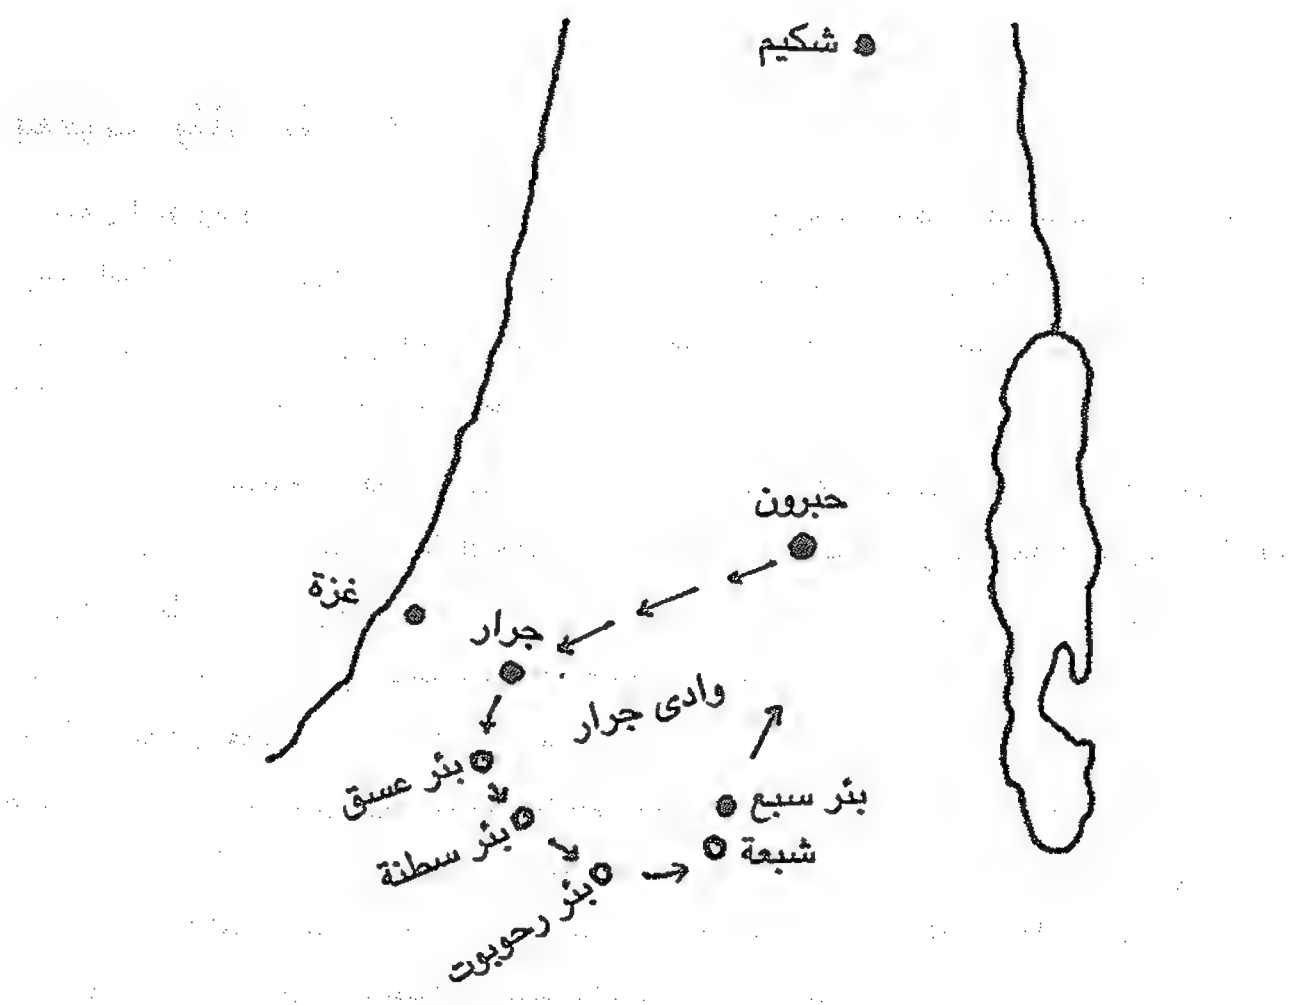 شكيم
حبرون
غزة
جرار
وادى جرار
بئر عسق
بئر سبع
بئر سطنة
شبعة
بئر رحوبوت